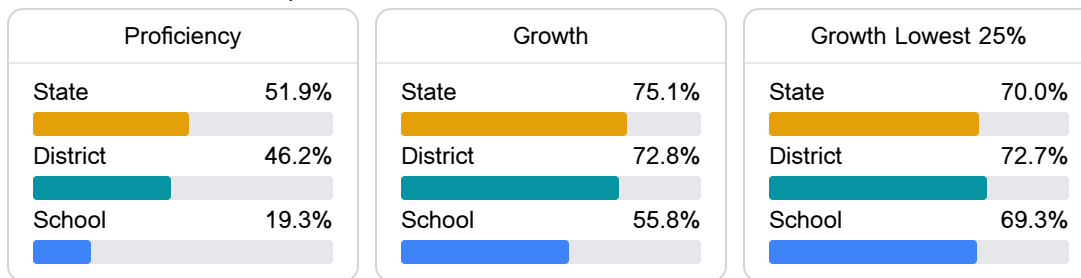 Proficiency
State 51.9%
District 46.2%
School 19.3%
Growth
State 75.1%
District 72.8%
School 55.8%
Growth Lowest 25%
State 70.0%
District 72.7%
School 69.3%